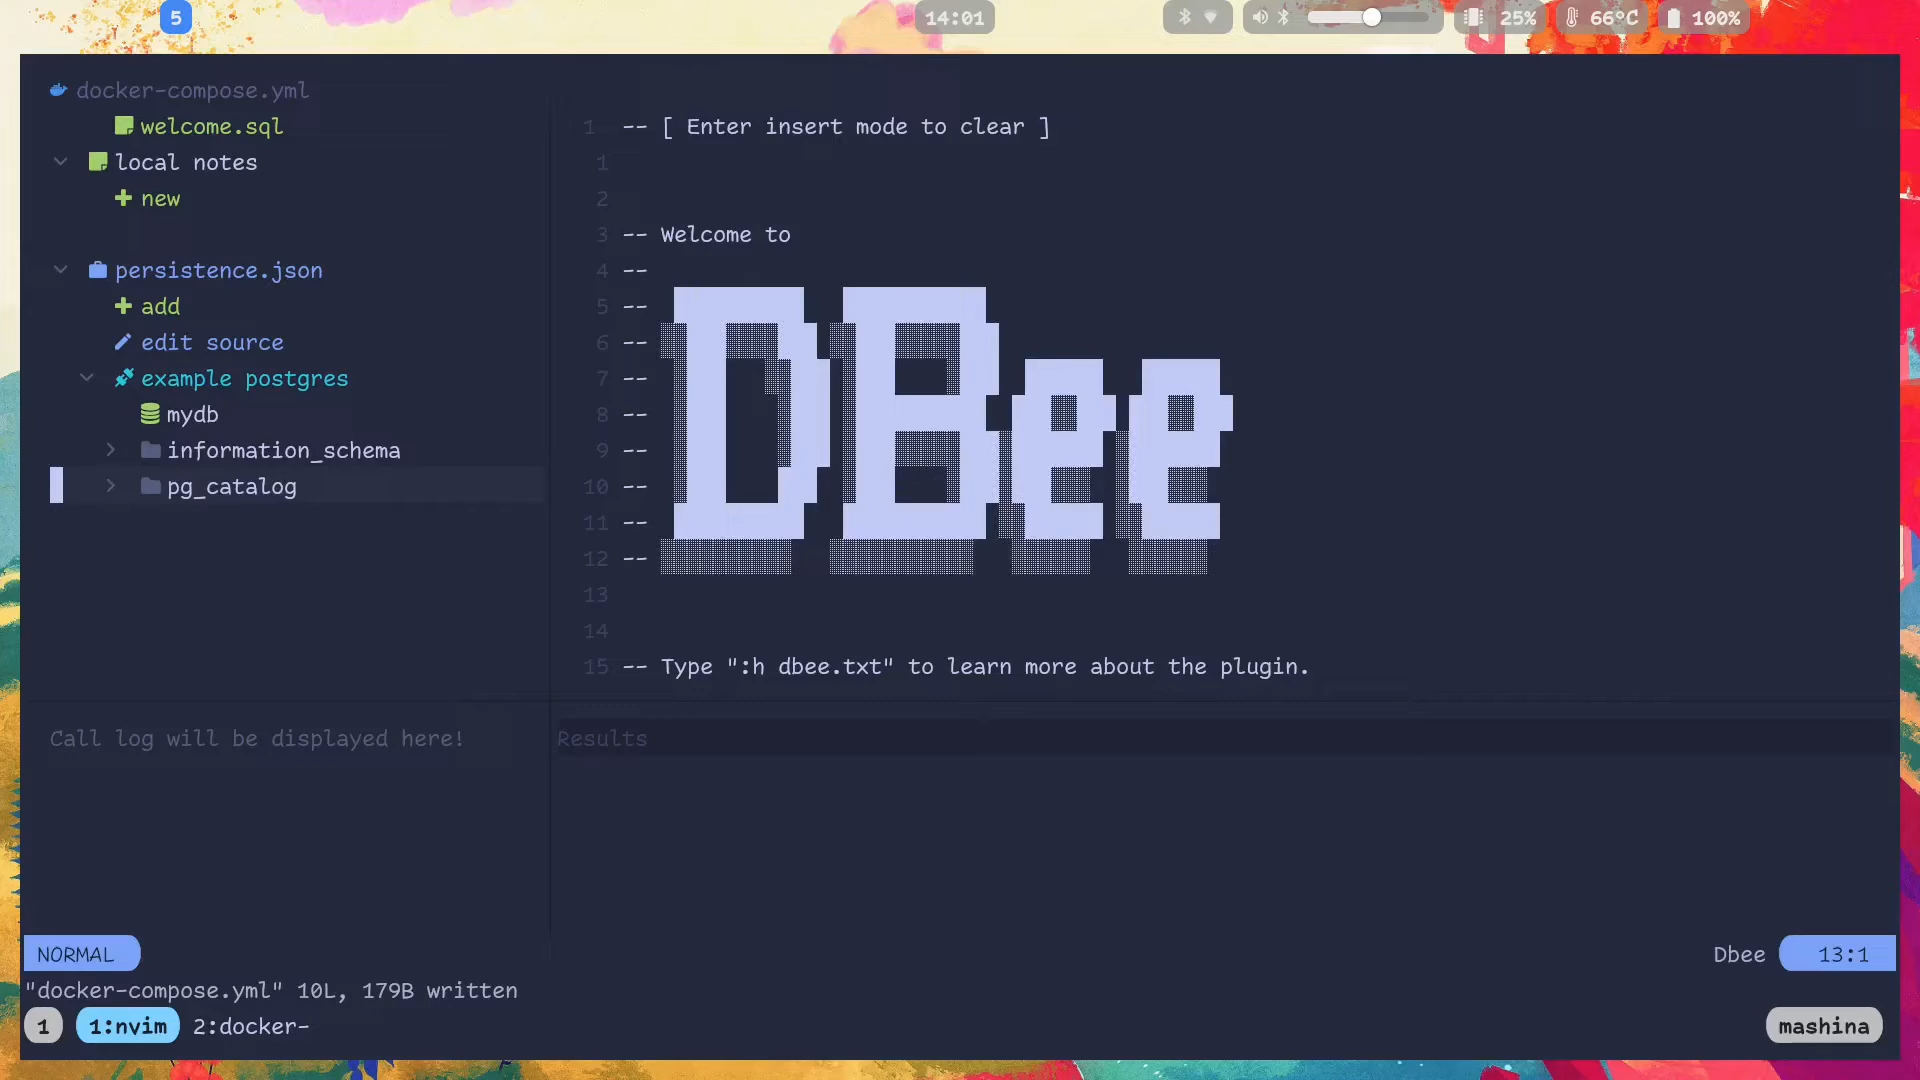 5 14:01 25% 66°C 100%
docker-compose.yml
welcome.sql
local notes
new
persistence.json
add
edit source
example postgres
mydb
information_schema
pg_catalog
1 -- [ Enter insert mode to clear ]
1
2
3 -- Welcome to
4 --
5 --
6 --
7 --
8 --
9 --
10 --
11 --
12 --
DBee
13
14
15 -- Type ":h dbee.txt" to learn more about the plugin.
Call log will be displayed here!
Results
NORMAL Dbee 13:1
"docker-compose.yml" 10L, 179B written
1 1:nvim 2:docker- mashina